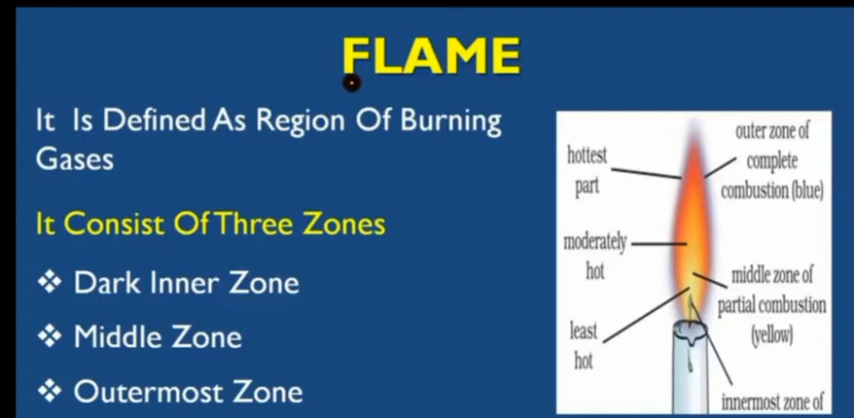 FLAME
It Is Defined As Region Of Burning
Gases
It Consist Of Three Zones
❖ Dark Inner Zone
❖ Middle Zone
❖ Outermost Zone
hottest
part
moderately
hot
least
hot
outer zone of
complete
combustion (blue)
middle zone of
partial combustion
(yellow)
innermost zone of